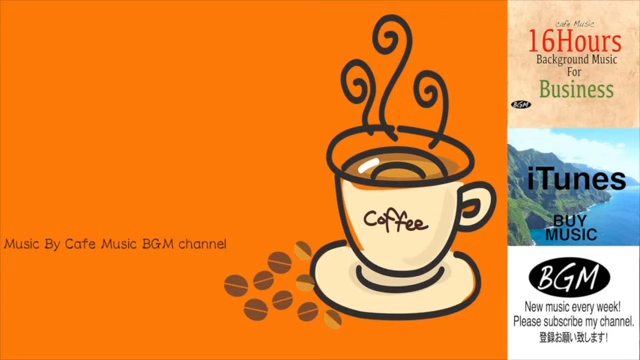 Music By Cafe Music BGM channel
Coffee
cafe Music
16Hours
Background Music
For
Business
BGM
iTunes
BUY
MUSIC
BGM
New music every week!
Please subscribe my channel.
登録お願い致します!